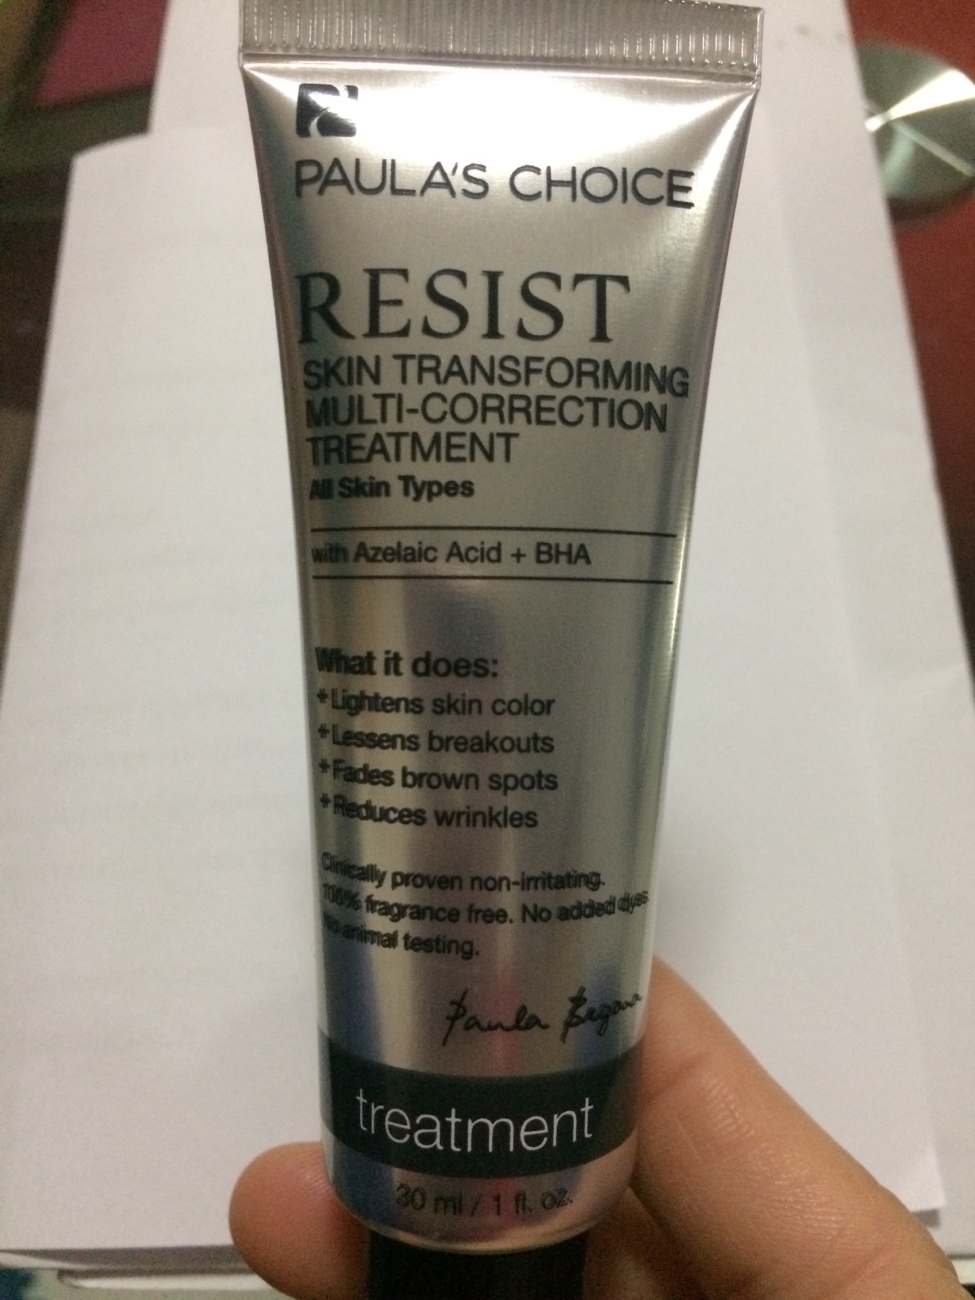 PAULA'S CHOICE
RESIST
SKIN TRANSFORMING
MULTI-CORRECTION
TREATMENT
All Skin Types
with Azelaic Acid + BHA
What it does:
+Lightens skin color
+Lessens breakouts
+Fades brown spots
+Reduces wrinkles
Clinically proven non-irritating.
100% fragrance free. No added dyes.
No animal testing.
Paula Begoun
treatment
30 ml / 1 fl. oz.